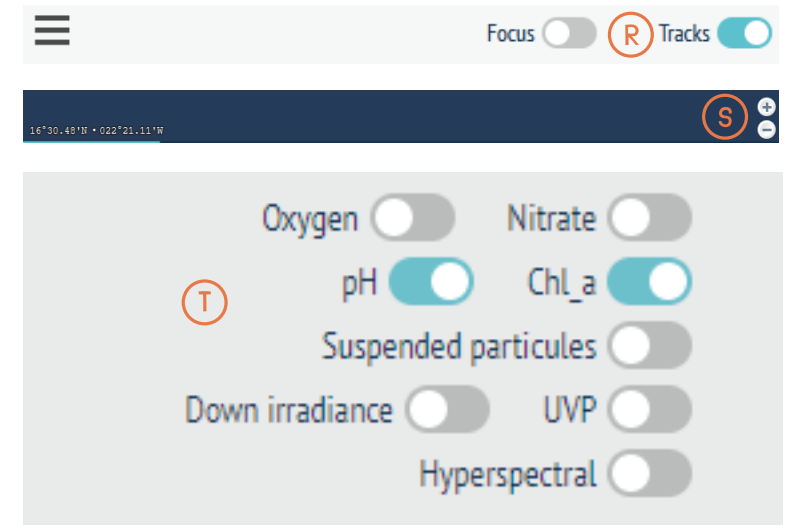 Focus R Tracks
S
16°30.48'N • 022°21.11'W
Oxygen Nitrate
pH Chl_a
T
Suspended particules
Down irradiance UVP
Hyperspectral